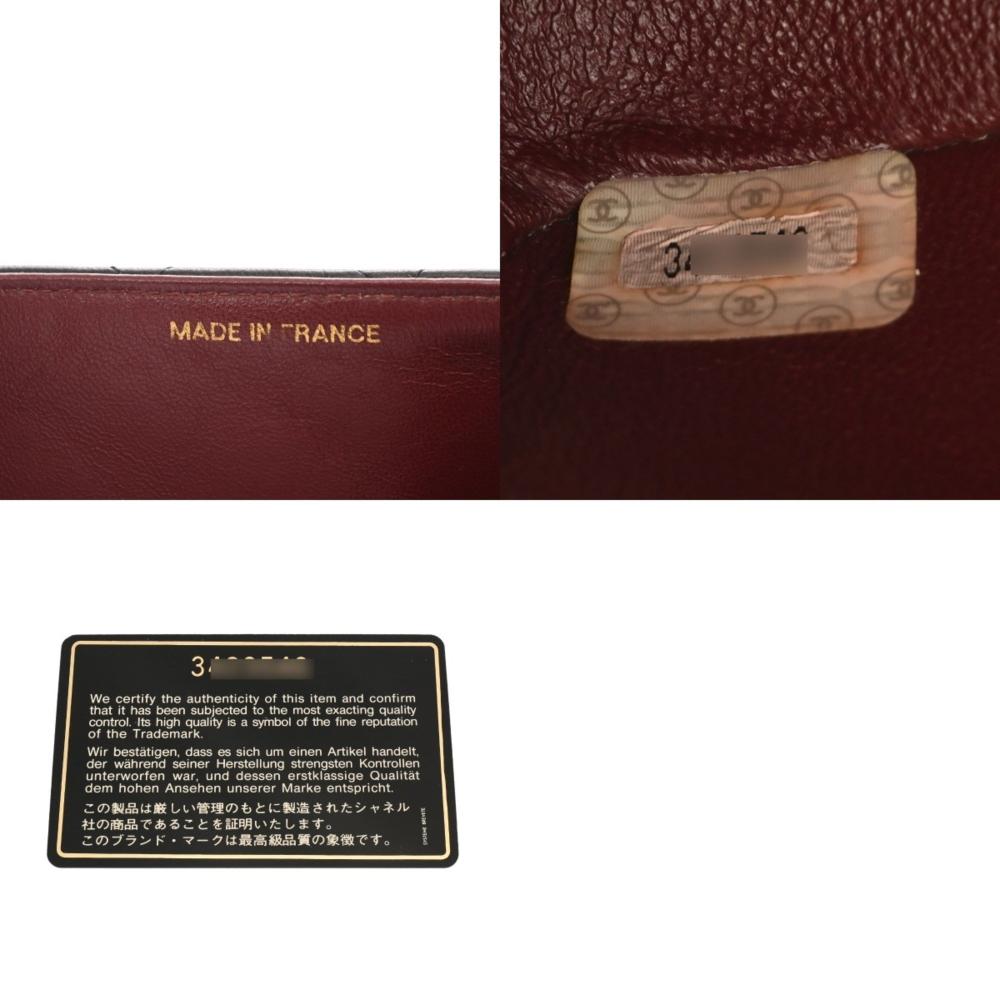 MADE IN FRANCE
We certify the authenticity of this item and confirm
that it has been subjected to the most exacting quality
control. Its high quality is a symbol of the fine reputation
of the Trademark.
Wir bestätigen, dass es sich um einen Artikel handelt,
der während seiner Herstellung strengsten Kontrollen
unterworfen war, und dessen erstklassige Qualität
dem hohen Ansehen unserer Marke entspricht.
この製品は厳しい管理のもとに製造されたシャネル
社の商品であることを証明いたします。
このブランド・マークは最高級品質の象徴です。